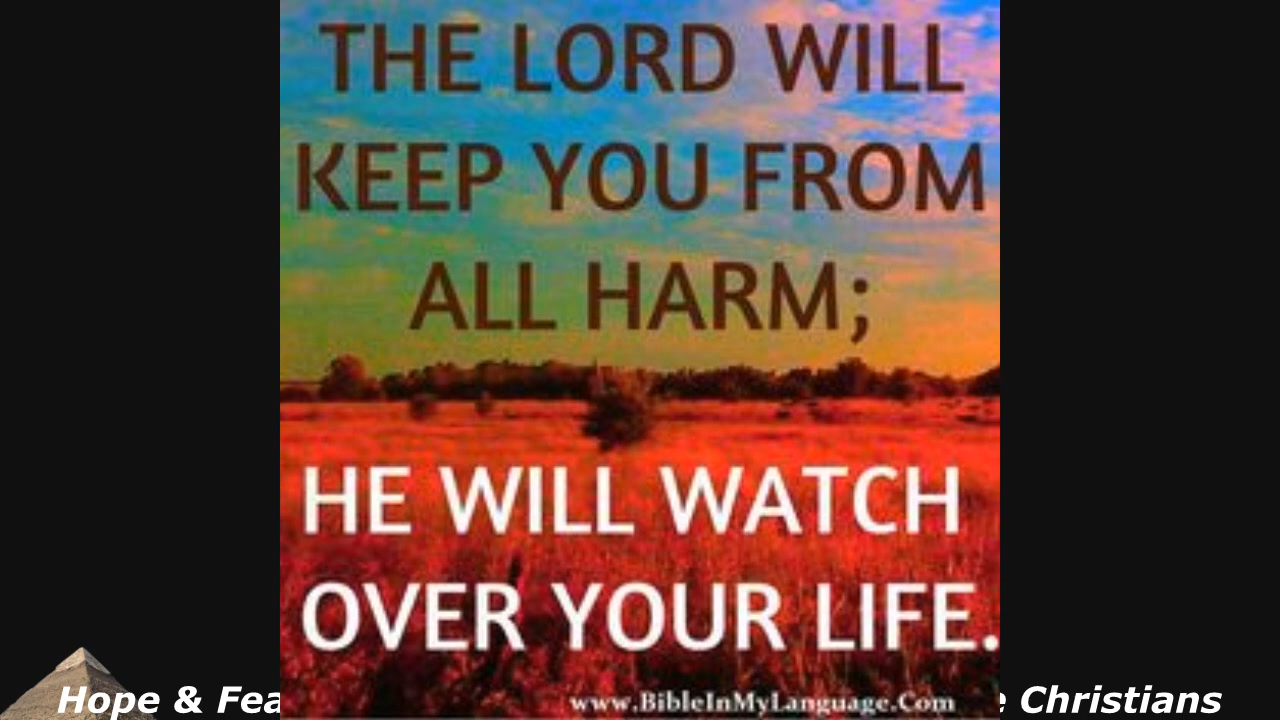 THE LORD WILL
KEEP YOU FROM
ALL HARM;
HE WILL WATCH
OVER YOUR LIFE.
www.BibleInMyLanguage.Com
Hope & Christians